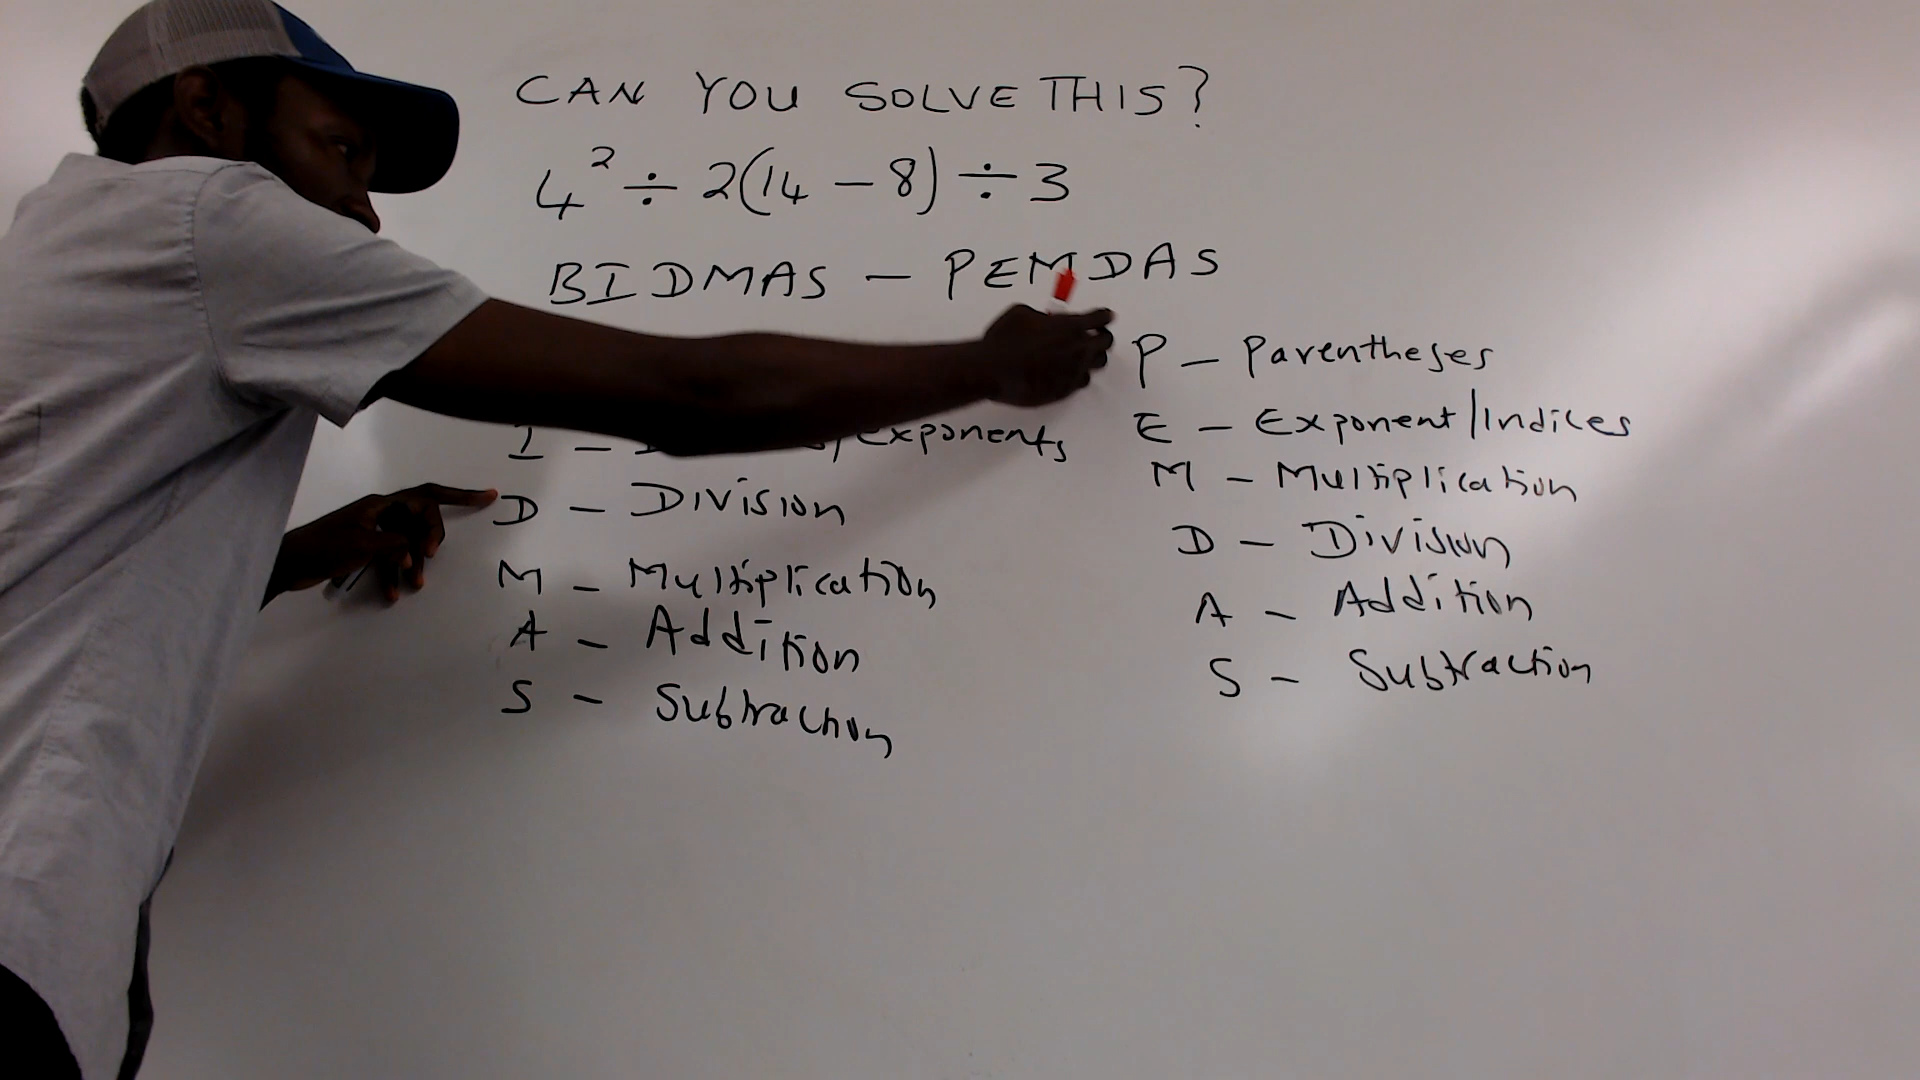 CAN YOU SOLVE THIS?
4² ÷ 2(14 – 8) ÷ 3
BIDMAS – PEMDAS
I – /Exponents
D – Division
M – Multiplication
A – Addition
S – Subtraction
P – Parentheses
E – Exponent/Indices
M – Multiplication
D – Division
A – Addition
S – Subtraction